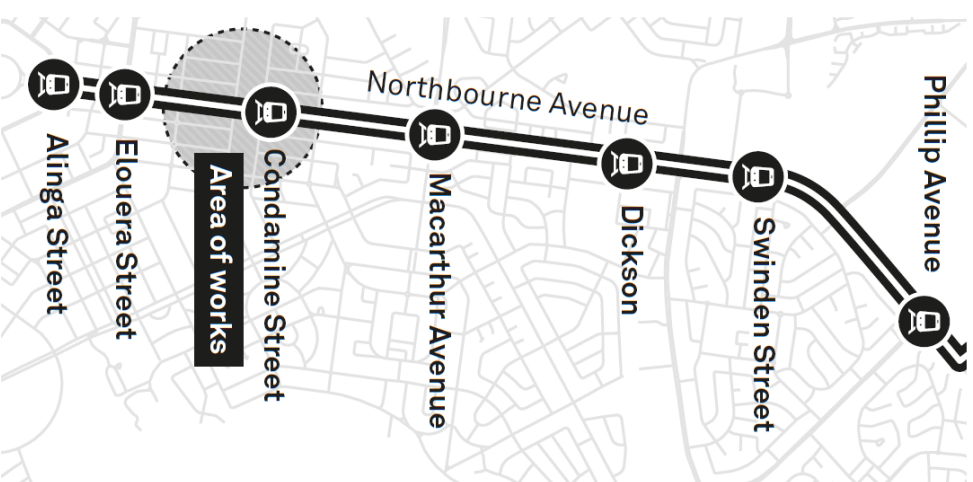 Northbourne Avenue
Alinga Street
Elouera Street
Area of works
Condamine Street
Macarthur Avenue
Dickson
Swinden Street
Phillip Avenue